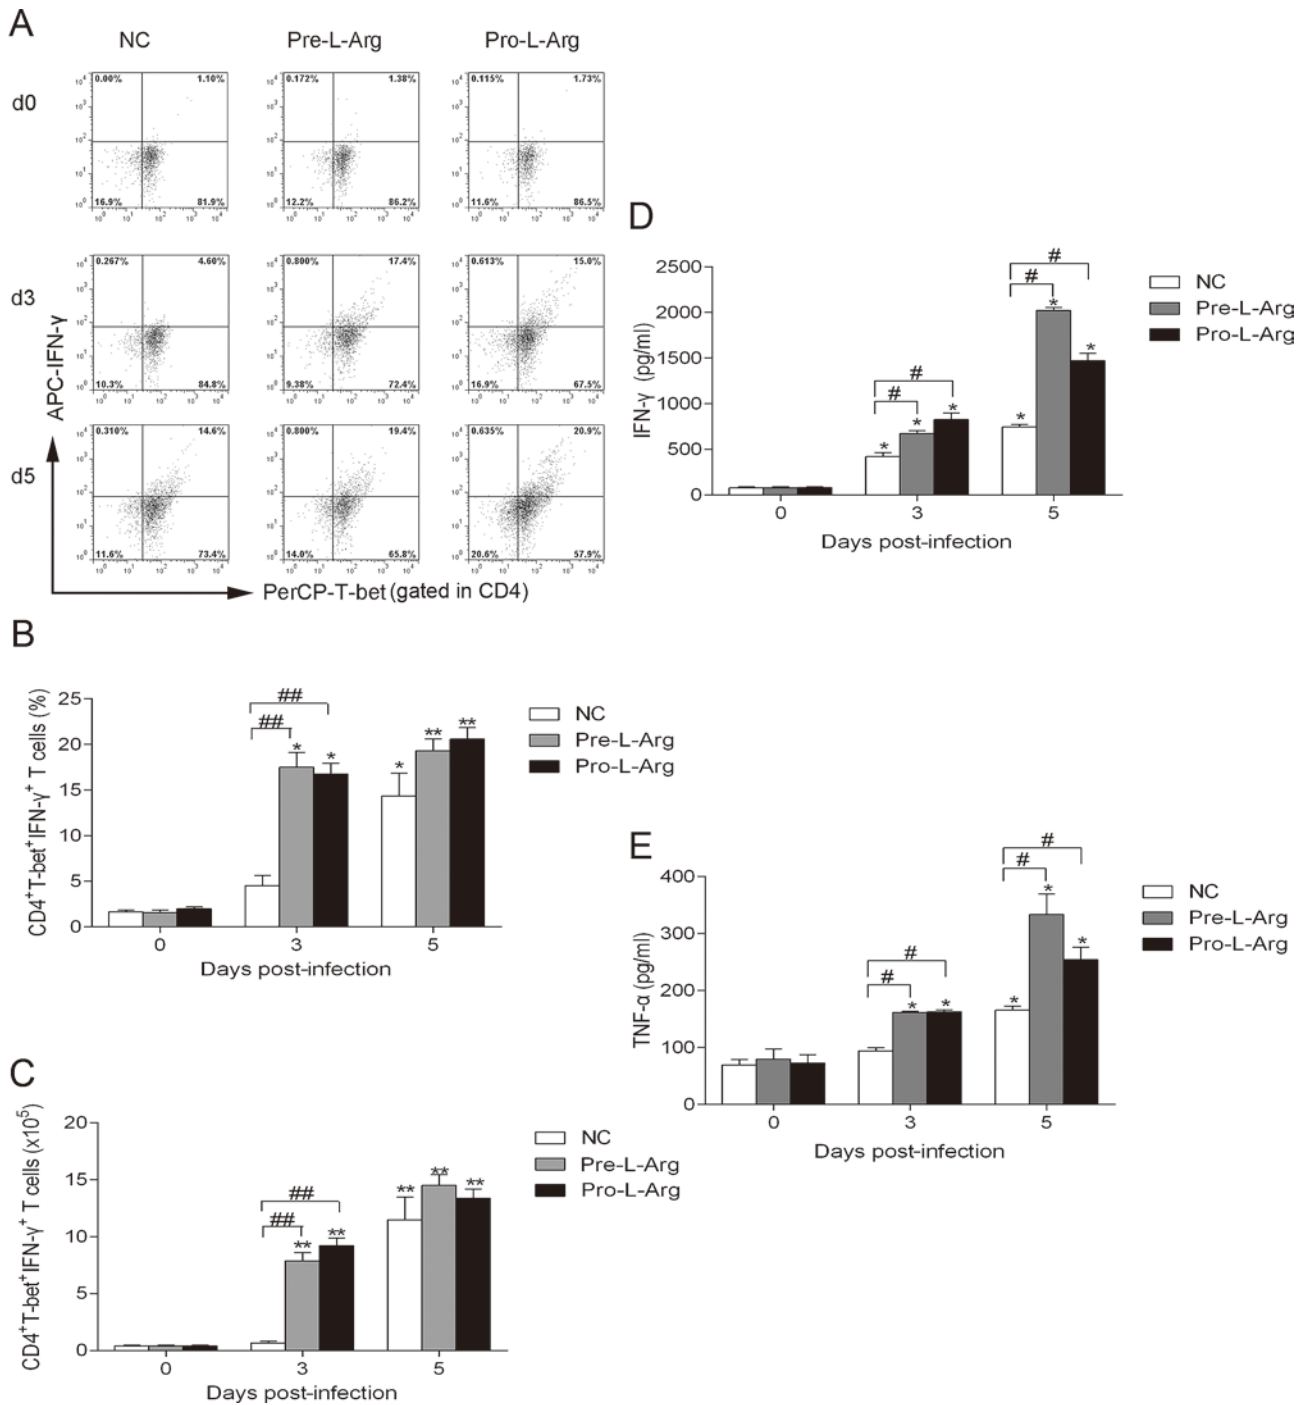 A
NC Pre-L-Arg Pro-L-Arg
d0
0.00% 1.10%
16.9% 81.9%
0.172% 1.38%
12.2% 86.2%
0.115% 1.73%
11.6% 86.5%
d3
0.267% 4.60%
10.3% 84.8%
0.800% 17.4%
9.38% 72.4%
0.613% 15.0%
16.9% 67.5%
d5
0.310% 14.6%
11.6% 73.4%
0.800% 19.4%
14.0% 65.8%
0.635% 20.9%
20.6% 57.9%
APC-IFN-γ
PerCP-T-bet (gated in CD4)
B
CD4+T-bet+IFN-γ+ T cells (%)
25
20
15
10
5
0
## ##
* *
* ** **
0 3 5
Days post-infection
NC
Pre-L-Arg
Pro-L-Arg
C
CD4+T-bet+IFN-γ+ T cells (x10⁵)
20
15
10
5
0
## ##
** **
** ** **
0 3 5
Days post-infection
NC
Pre-L-Arg
Pro-L-Arg
D
IFN-γ (pg/ml)
2500
2000
1500
1000
500
0
# #
* * *
# #
* * *
0 3 5
Days post-infection
NC
Pre-L-Arg
Pro-L-Arg
E
TNF-α (pg/ml)
400
300
200
100
0
# #
* *
# #
* * *
0 3 5
Days post-infection
NC
Pre-L-Arg
Pro-L-Arg